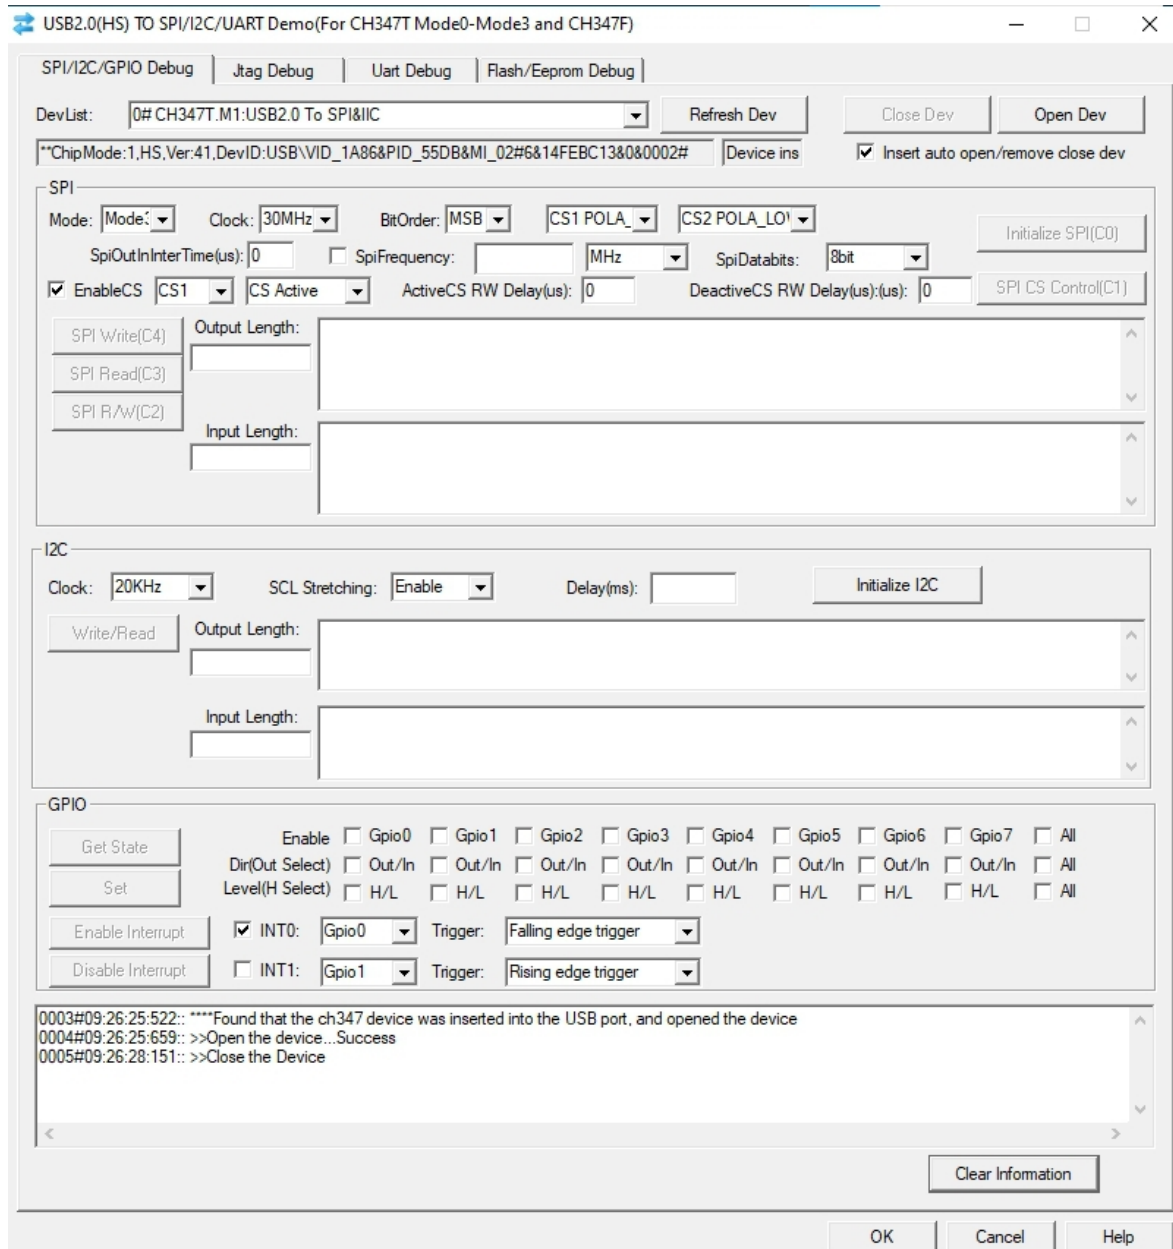 USB2.0(HS) TO SPI/I2C/UART Demo(For CH347T Mode0-Mode3 and CH347F)
SPI/I2C/GPIO Debug Jtag Debug Uart Debug Flash/Eeprom Debug
DevList: 0# CH347T.M1:USB2.0 To SPI&IIC Refresh Dev Close Dev Open Dev
**ChipMode:1,HS,Ver:41,DevID:USB\VID_1A86&PID_55DB&MI_02#6&14FEBC13&0&0002# Device ins Insert auto open/remove close dev
SPI
Mode: Mode3 Clock: 30MHz BitOrder: MSB CS1 POLA_ CS2 POLA_LOW Initialize SPI(C0)
SpiOutInInterTime(us): 0 SpiFrequency: MHz SpiDatabits: 8bit
EnableCS CS1 CS Active ActiveCS RW Delay(us): 0 DeactiveCS RW Delay(us):(us): 0 SPI CS Control(C1)
SPI Write(C4) Output Length:
SPI Read(C3)
SPI R/W(C2)
Input Length:
I2C
Clock: 20KHz SCL Stretching: Enable Delay(ms): Initialize I2C
Write/Read Output Length:
Input Length:
GPIO
Get State Enable Gpio0 Gpio1 Gpio2 Gpio3 Gpio4 Gpio5 Gpio6 Gpio7 All
Dir(Out Select) Out/In Out/In Out/In Out/In Out/In Out/In Out/In Out/In All
Set Level(H Select) H/L H/L H/L H/L H/L H/L H/L H/L All
Enable Interrupt INT0: Gpio0 Trigger: Falling edge trigger
Disable Interrupt INT1: Gpio1 Trigger: Rising edge trigger
0003#09:26:25:522:: ****Found that the ch347 device was inserted into the USB port, and opened the device
0004#09:26:25:659:: >>Open the device...Success
0005#09:26:28:151:: >>Close the Device
Clear Information
OK Cancel Help